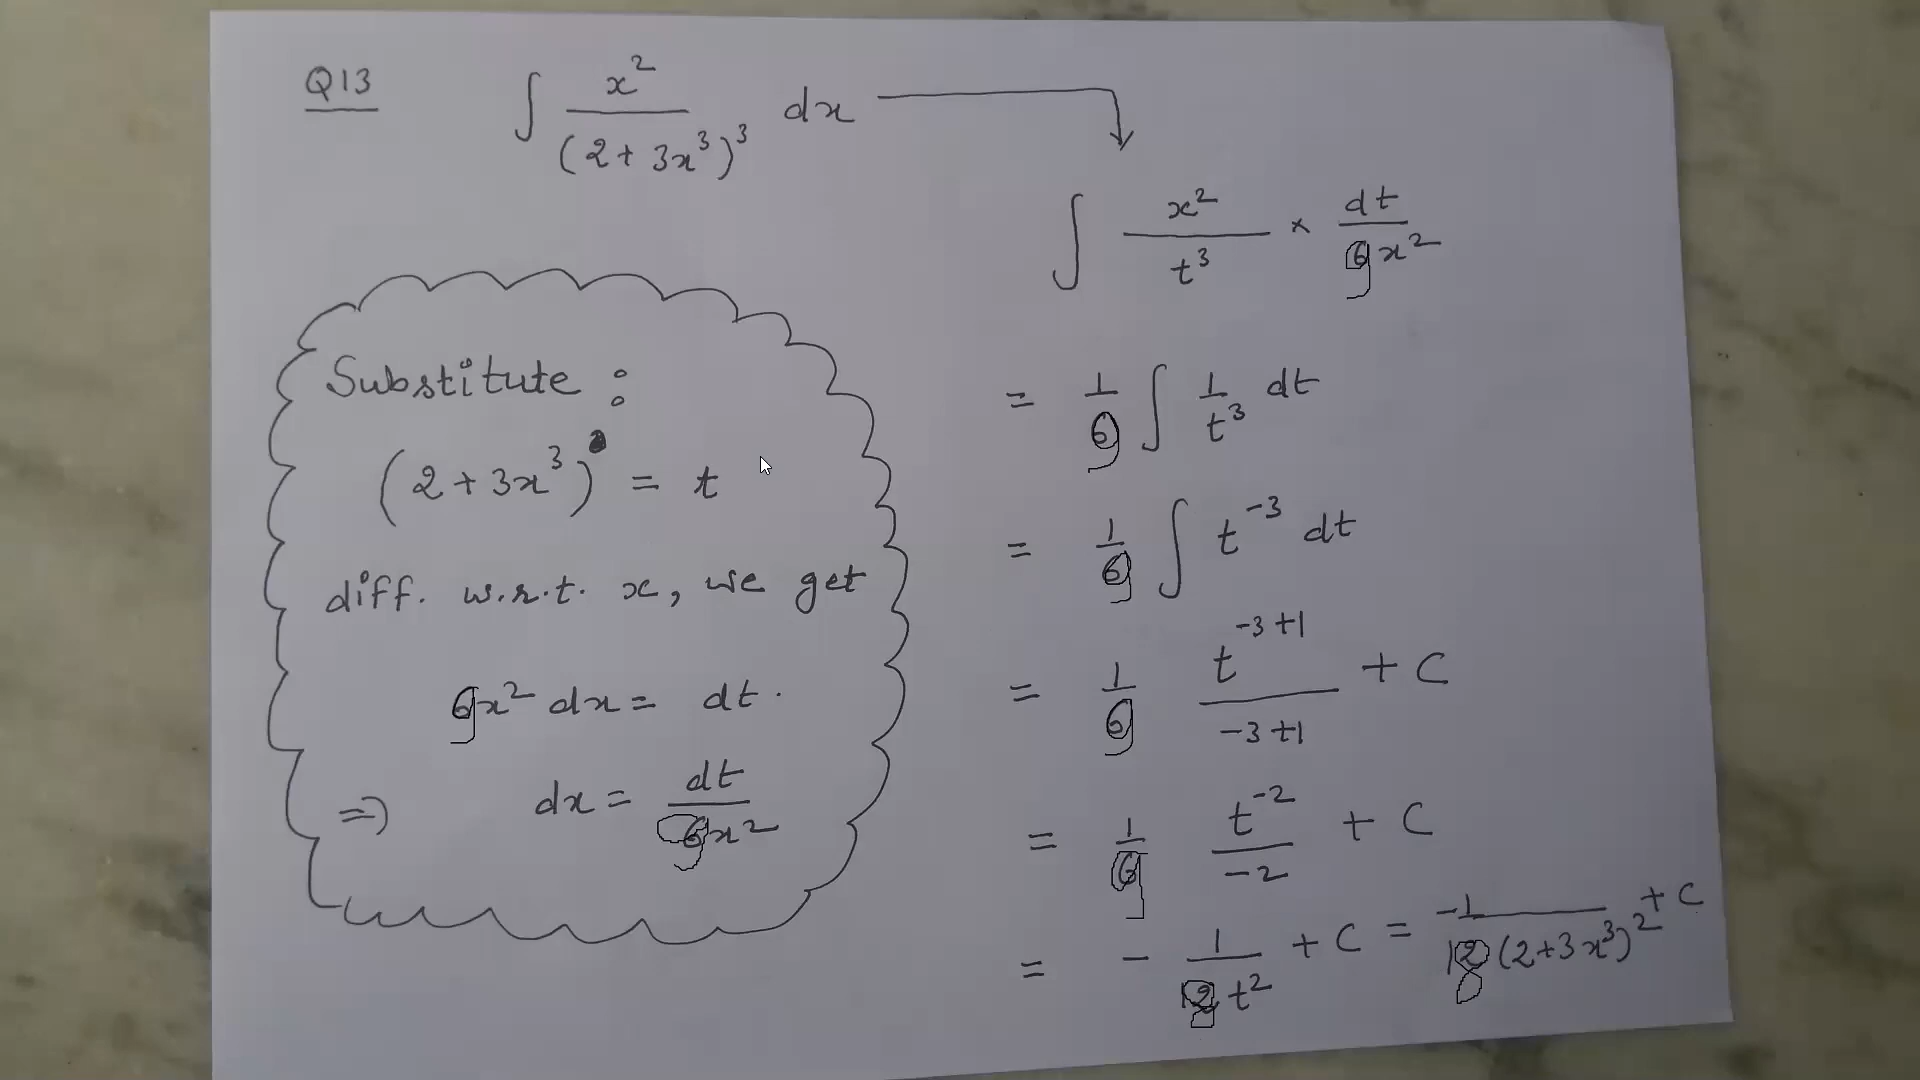 Q13
∫ x² / (2 + 3x³)³ dx
Substitute :
(2 + 3x³) = t
diff. w.r.t. x, we get
9x² dx = dt.
⇒ dx = dt / 9x²
∫ x² / t³ × dt / 9x²
= 1/9 ∫ 1/t³ dt
= 1/9 ∫ t⁻³ dt
= 1/9 t⁻³⁺¹ / -3+1 + C
= 1/9 t⁻² / -2 + C
= - 1 / 18 t² + C = -1 / 18 (2+3x³)² + C